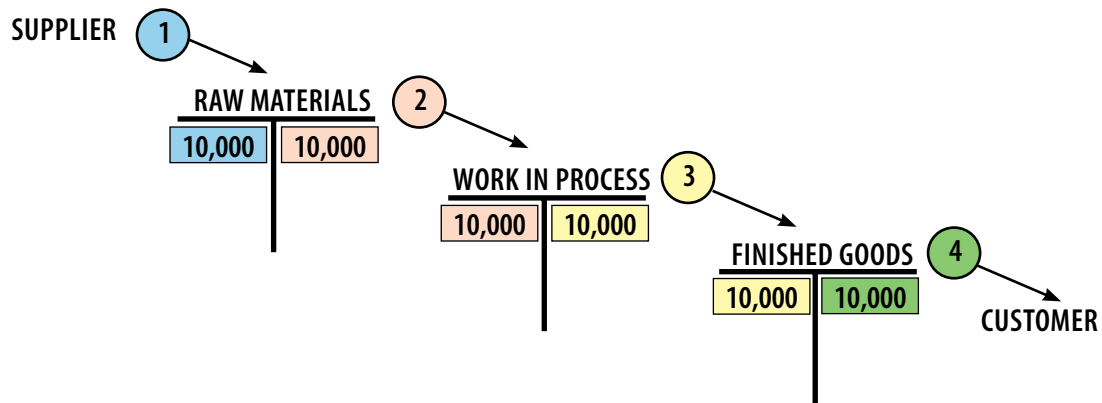 SUPPLIER 1
RAW MATERIALS 2
10,000 10,000
WORK IN PROCESS 3
10,000 10,000
FINISHED GOODS 4
10,000 10,000
CUSTOMER